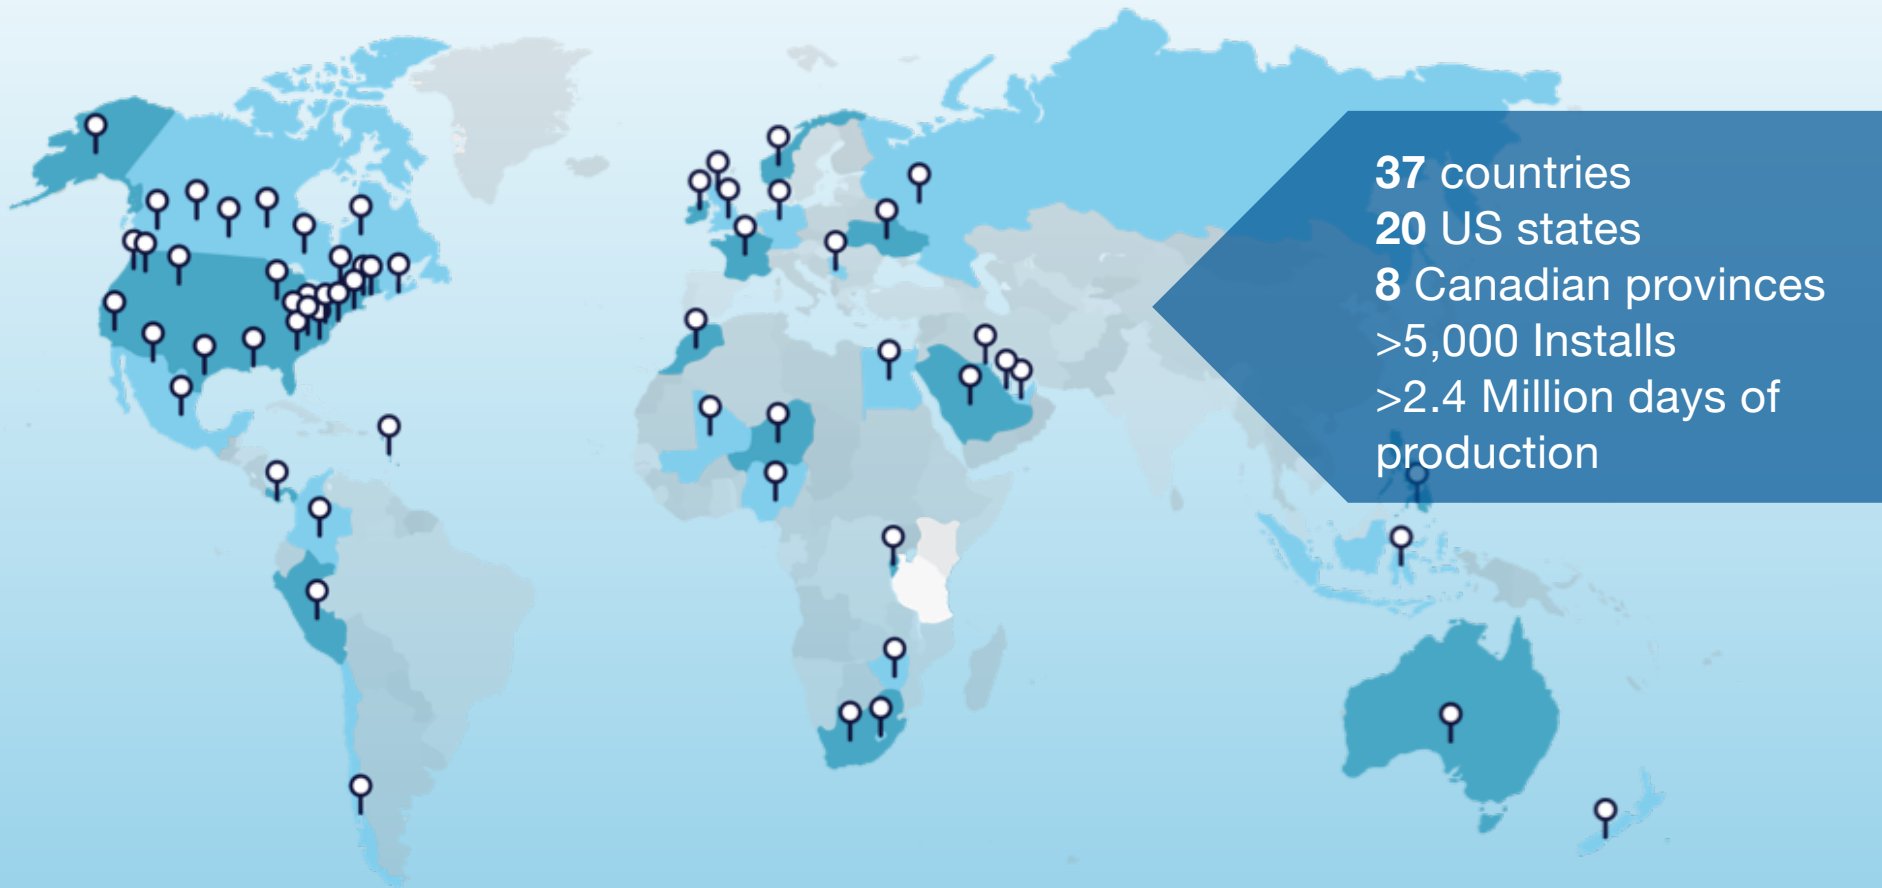 37 countries
20 US states
8 Canadian provinces
>5,000 Installs
>2.4 Million days of
production